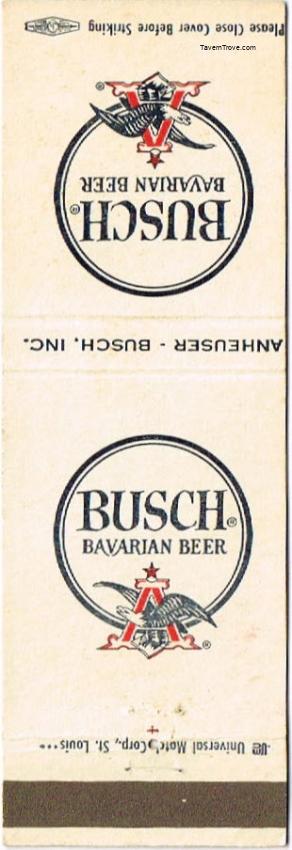 Please Close Cover Before Striking
TavernTrove.com
BUSCH®
BAVARIAN BEER
A®
ANHEUSER - BUSCH, INC.
BUSCH®
BAVARIAN BEER
A®
Universal Match Corp., St. Louis